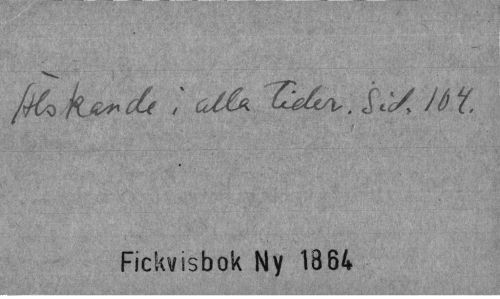 Älskande i alla tider. Sid. 104.
Fickvisbok Ny 1864